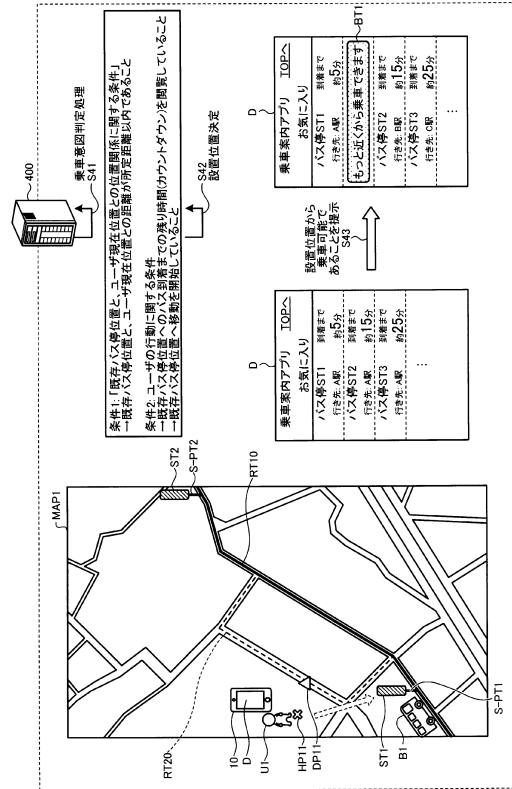 400
乗車意図判定処理
S41
条件1:「既存バス停位置と、ユーザ現在位置との位置関係に関する条件」
→既存バス停位置と、ユーザ現在位置との距離が所定距離以内であること
条件2: ユーザの行動に関する条件
→既存バス停位置へのバス到着までの残り時間(カウントダウン)を閲覧していること
→既存バス停位置へ移動を開始していること
S42
設置位置決定
D
乗車案内アプリ TOPへ
お気に入り
バス停ST1 到着まで
行き先: A駅 約5分
バス停ST2 到着まで
行き先: A駅 約15分
バス停ST3 到着まで
行き先: A駅 約25分
設置位置から
乗車可能で
あることを提示
S43
D
乗車案内アプリ TOPへ
お気に入り
バス停ST1 到着まで
行き先: A駅 約5分
もっと近くから乗車できます
BT1
バス停ST2 到着まで
行き先: B駅 約15分
バス停ST3 到着まで
行き先: C駅 約25分
MAP1
ST2
S-PT2
RT10
RT20
10
D
U1
HP11
DP11
ST1
B1
S-PT1